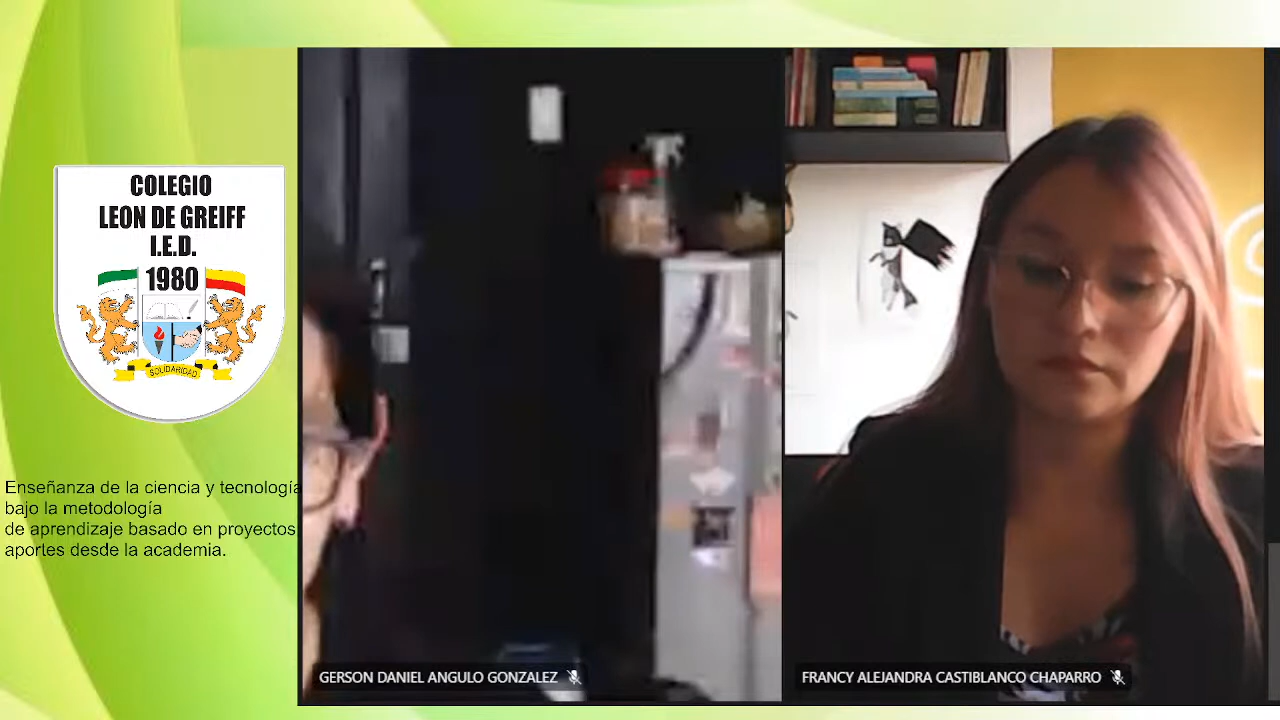 COLEGIO
LEON DE GREIFF
I.E.D.
1980
SOLIDARIDAD
Enseñanza de la ciencia y tecnología
bajo la metodología
de aprendizaje basado en proyectos
aportes desde la academia.
GERSON DANIEL ANGULO GONZALEZ
FRANCY ALEJANDRA CASTIBLANCO CHAPARRO